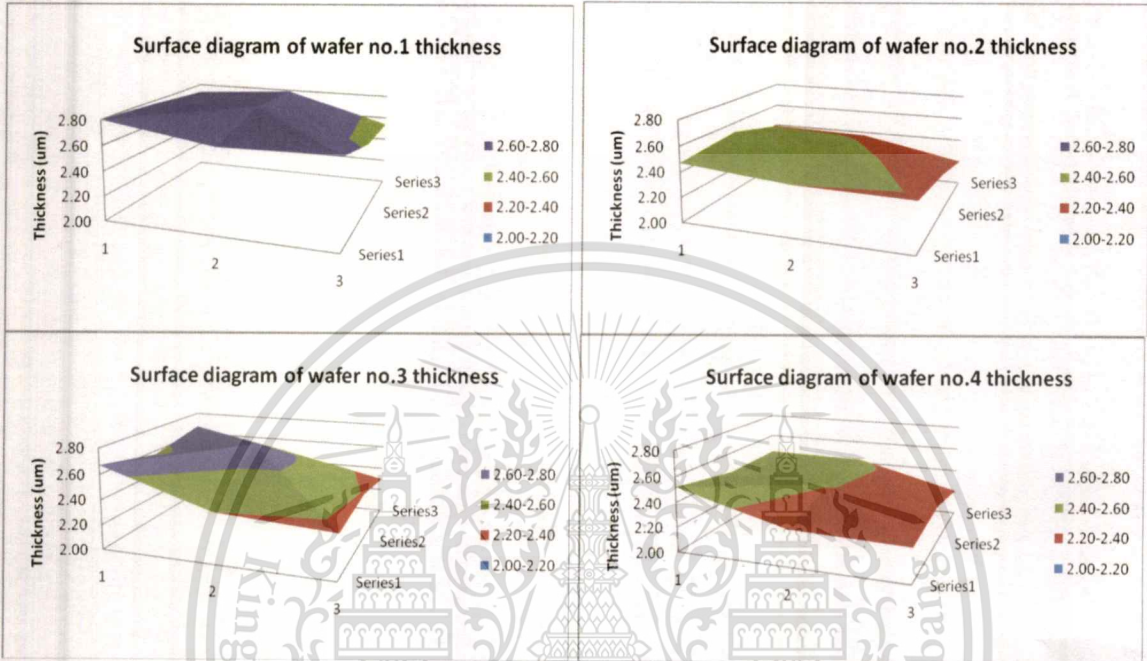 Surface diagram of wafer no.1 thickness
Thickness (um)
2.80
2.60
2.40
2.20
2.00
1
2
3
Series3
Series2
Series1
2.60-2.80
2.40-2.60
2.20-2.40
2.00-2.20
Surface diagram of wafer no.2 thickness
Thickness (um)
2.80
2.60
2.40
2.20
2.00
1
2
3
Series3
Series2
Series1
2.60-2.80
2.40-2.60
2.20-2.40
2.00-2.20
Surface diagram of wafer no.3 thickness
Thickness (um)
2.80
2.60
2.40
2.20
2.00
1
2
3
Series3
Series2
Series1
2.60-2.80
2.40-2.60
2.20-2.40
2.00-2.20
Surface diagram of wafer no.4 thickness
Thickness (um)
2.80
2.60
2.40
2.20
2.00
1
2
3
Series3
Series2
Series1
2.60-2.80
2.40-2.60
2.20-2.40
2.00-2.20
King
bang